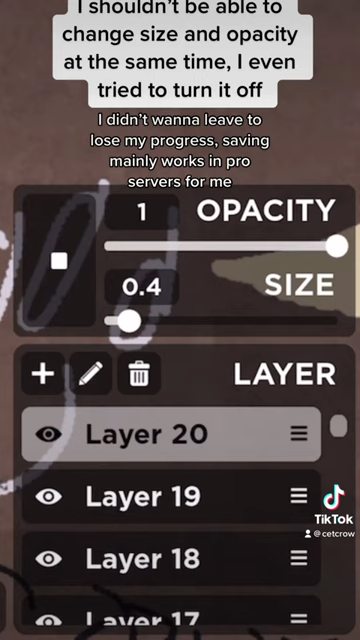 I shouldn't be able to
change size and opacity
at the same time, I even
tried to turn it off
I didn't wanna leave to
lose my progress, saving
mainly works in pro
servers for me
1 OPACITY
0.4 SIZE
LAYER
Layer 20
Layer 19
TikTok
@cetcrow
Layer 18
Layer 17